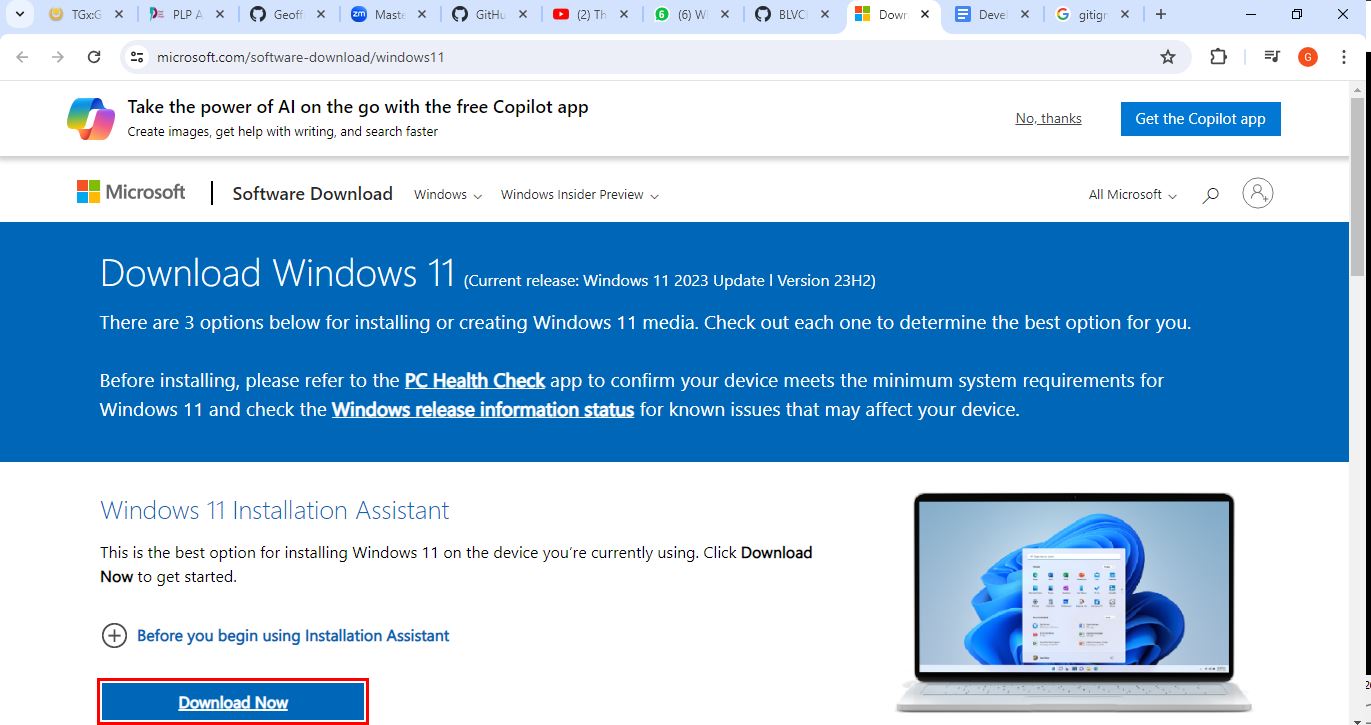 TGx:G
PLP A
Geoff
Maste
GitHu
(2) Th
(6) W
BLVC
Down
Devel
gitign
microsoft.com/software-download/windows11
G
Take the power of AI on the go with the free Copilot app
Create images, get help with writing, and search faster
No, thanks
Get the Copilot app
Microsoft
Software Download
Windows
Windows Insider Preview
All Microsoft
Download Windows 11 (Current release: Windows 11 2023 Update l Version 23H2)
There are 3 options below for installing or creating Windows 11 media. Check out each one to determine the best option for you.
Before installing, please refer to the PC Health Check app to confirm your device meets the minimum system requirements for
Windows 11 and check the Windows release information status for known issues that may affect your device.
Windows 11 Installation Assistant
This is the best option for installing Windows 11 on the device you're currently using. Click Download
Now to get started.
Before you begin using Installation Assistant
Download Now